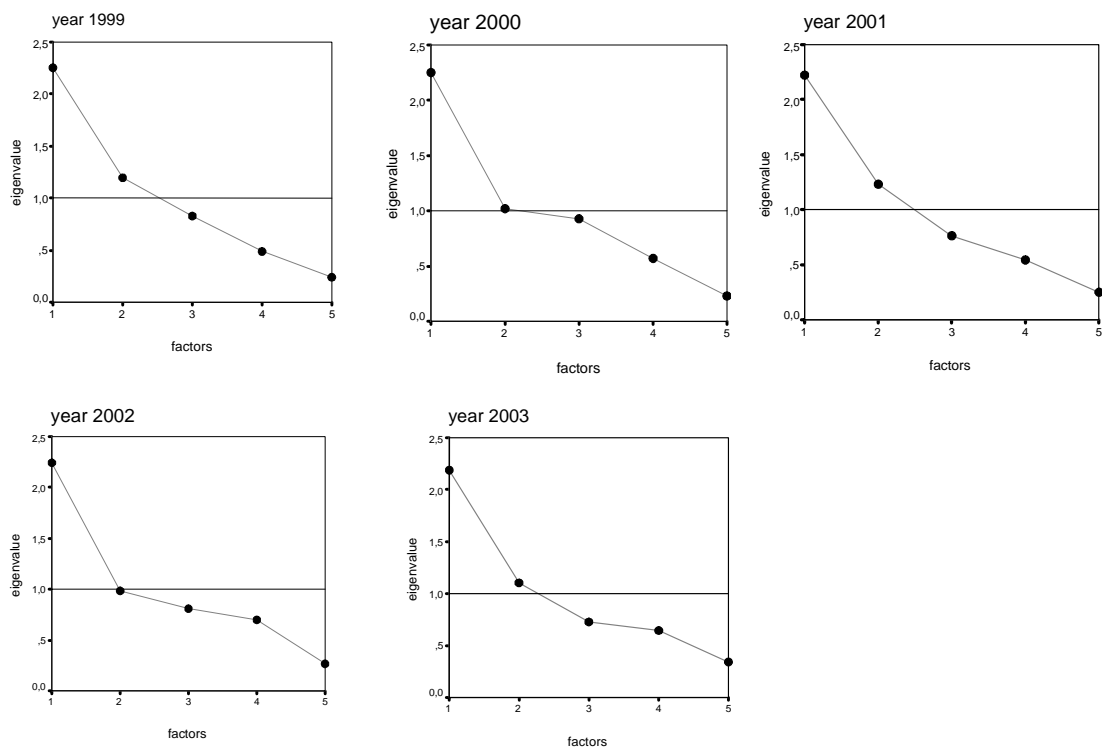 year 1999
2,5
2,0
1,5
1,0
,5
0,0
eigenvalue
1 2 3 4 5
factors
year 2000
2,5
2,0
1,5
1,0
,5
0,0
eigenvalue
1 2 3 4 5
factors
year 2001
2,5
2,0
1,5
1,0
,5
0,0
eigenvalue
1 2 3 4 5
factors
year 2002
2,5
2,0
1,5
1,0
,5
0,0
eigenvalue
1 2 3 4 5
factors
year 2003
2,5
2,0
1,5
1,0
,5
0,0
eigenvalue
1 2 3 4 5
factors